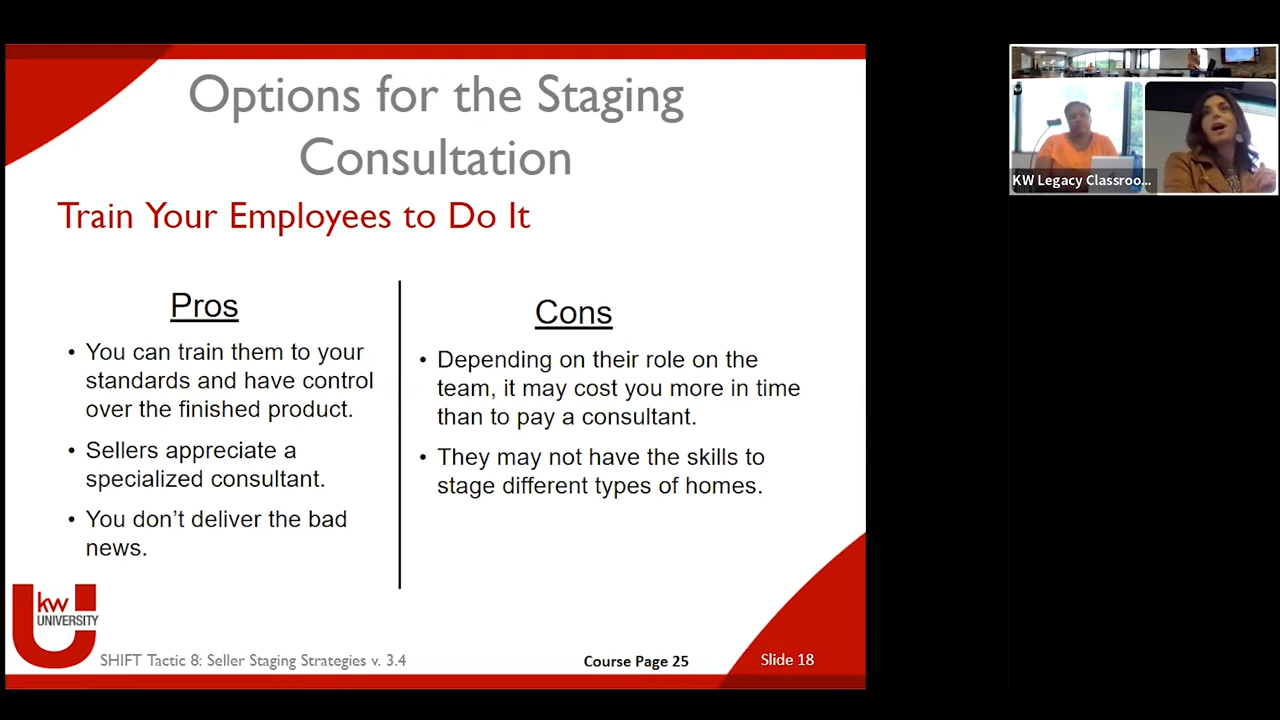 Options for the Staging
Consultation
Train Your Employees to Do It
Pros
• You can train them to your
standards and have control
over the finished product.
• Sellers appreciate a
specialized consultant.
• You don’t deliver the bad
news.
Cons
• Depending on their role on the
team, it may cost you more in time
than to pay a consultant.
• They may not have the skills to
stage different types of homes.
kw
UNIVERSITY
SHIFT Tactic 8: Seller Staging Strategies v. 3.4
Course Page 25
Slide 18
KW Legacy Classroo...